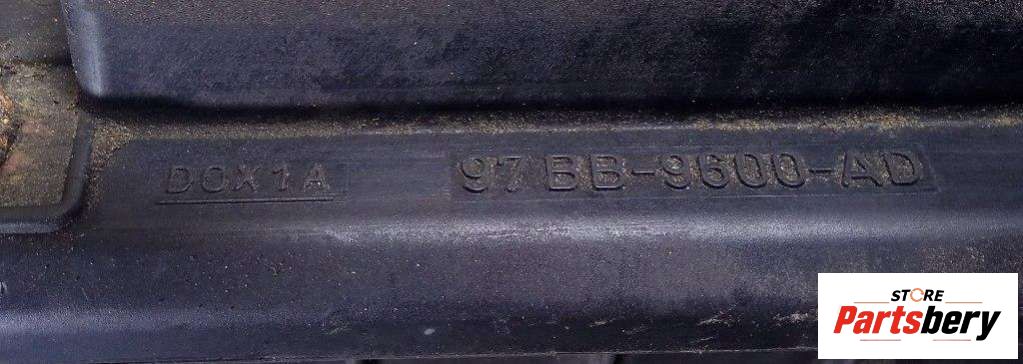 DOX1A 97BB-9600-AD
STORE
Partsbery